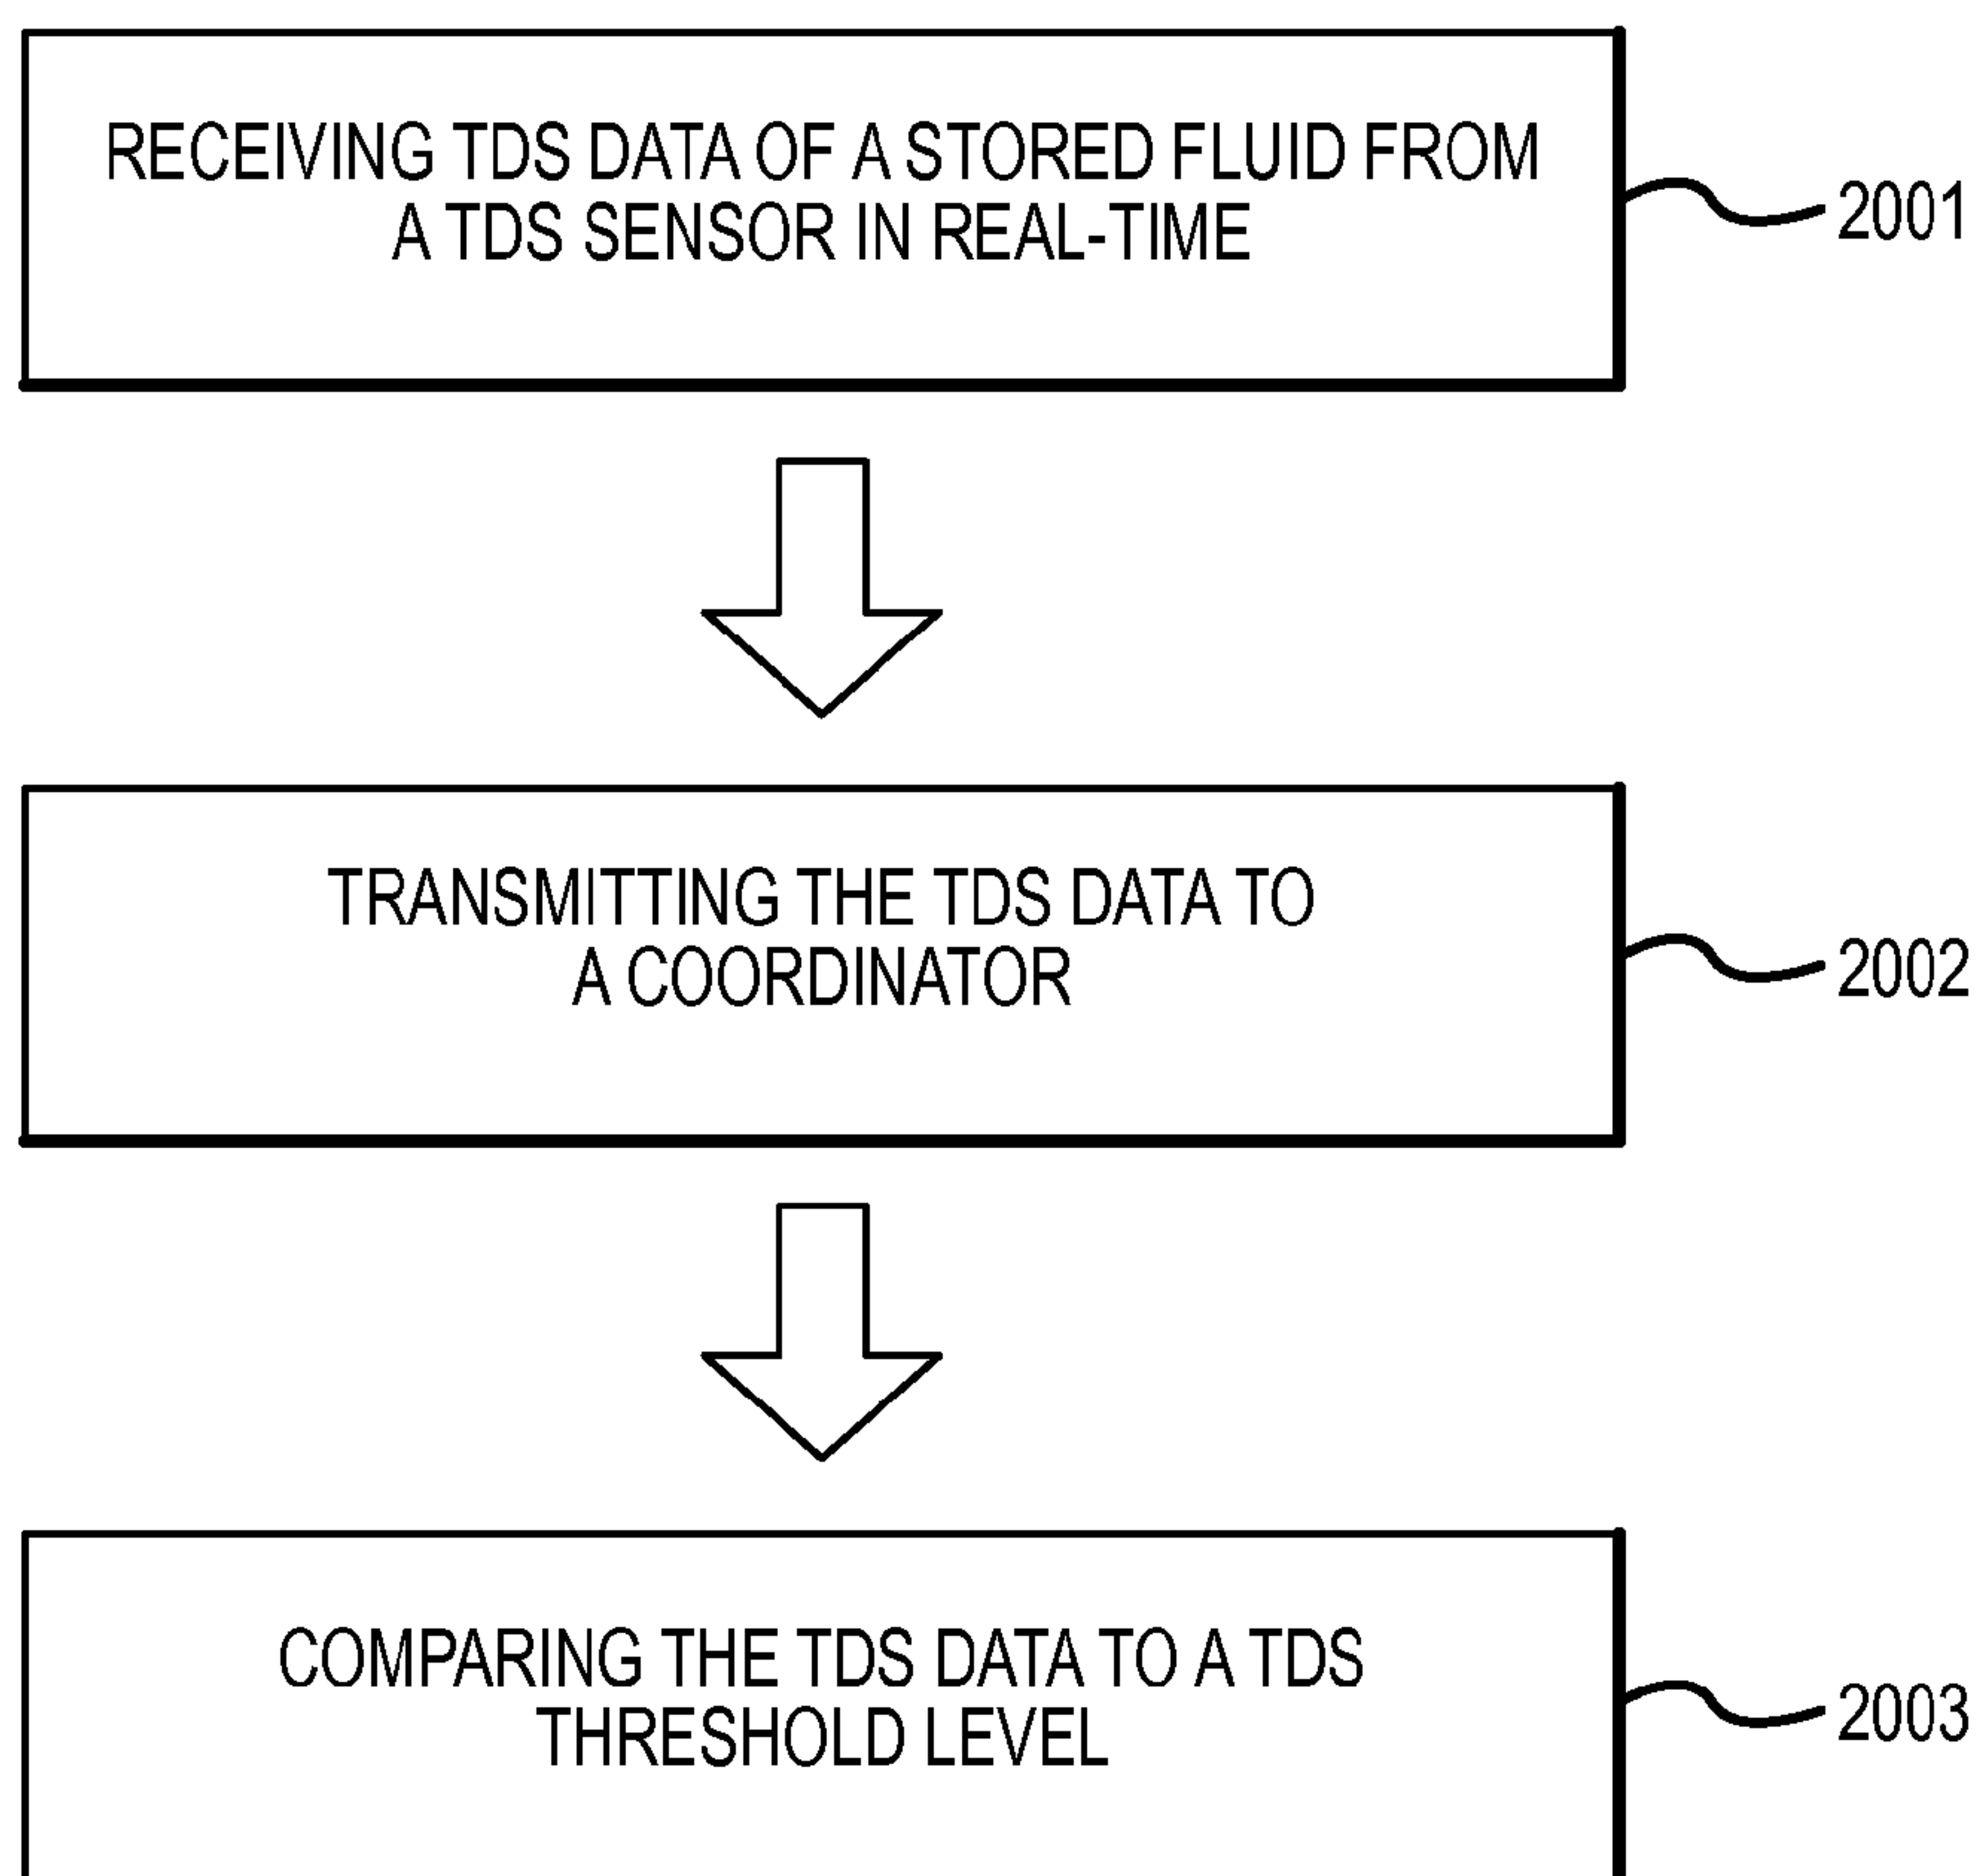 RECEIVING TDS DATA OF A STORED FLUID FROM
A TDS SENSOR IN REAL-TIME
2001
TRANSMITTING THE TDS DATA TO
A COORDINATOR
2002
COMPARING THE TDS DATA TO A TDS
THRESHOLD LEVEL
2003